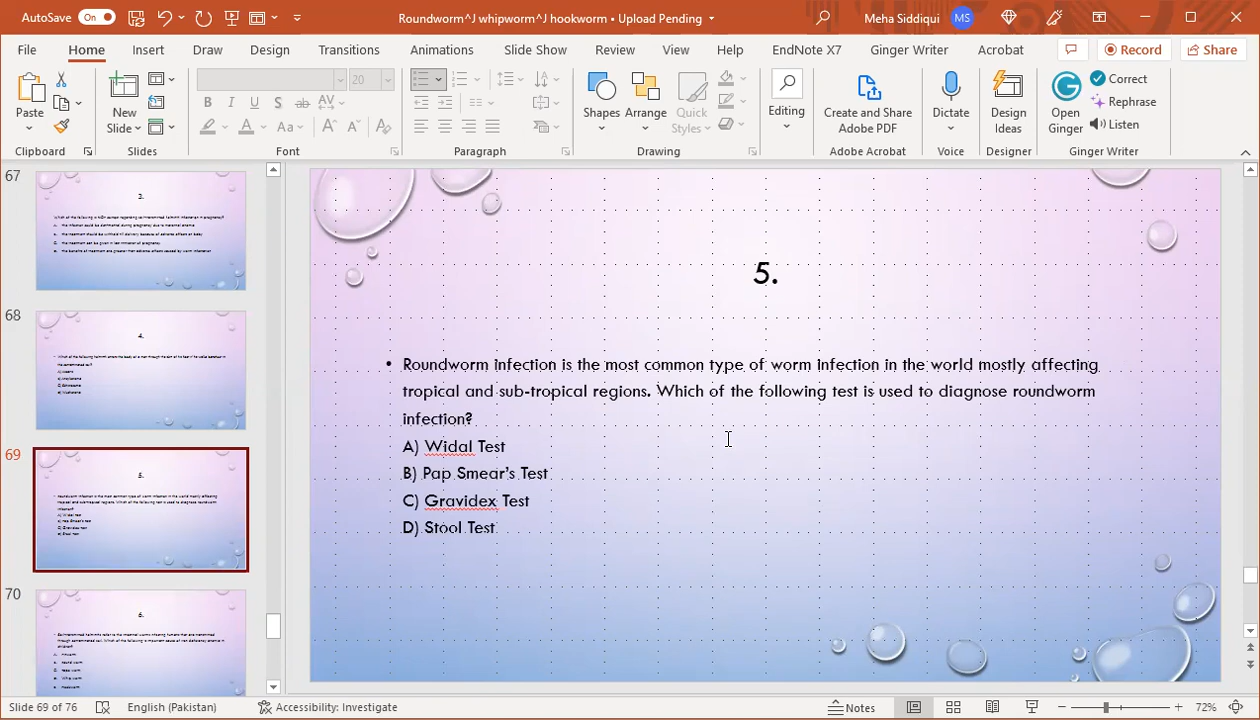 AutoSave On Roundworm^J whipworm^J hookworm • Upload Pending Meha Siddiqui MS
File Home Insert Draw Design Transitions Animations Slide Show Review View Help EndNote X7 Ginger Writer Acrobat Record Share
Paste New Slide 20 Shapes Arrange Quick Styles Editing Create and Share Adobe PDF Dictate Design Ideas Open Ginger Correct Rephrase Listen
Clipboard Slides Font Paragraph Drawing Adobe Acrobat Voice Designer Ginger Writer
67
3.
68
4.
69
5.
70
6.
5.
• Roundworm infection is the most common type of worm infection in the world mostly affecting
tropical and sub-tropical regions. Which of the following test is used to diagnose roundworm
infection?
A) Widal Test
B) Pap Smear's Test
C) Gravidex Test
D) Stool Test
Slide 69 of 76 English (Pakistan) Accessibility: Investigate Notes 72%